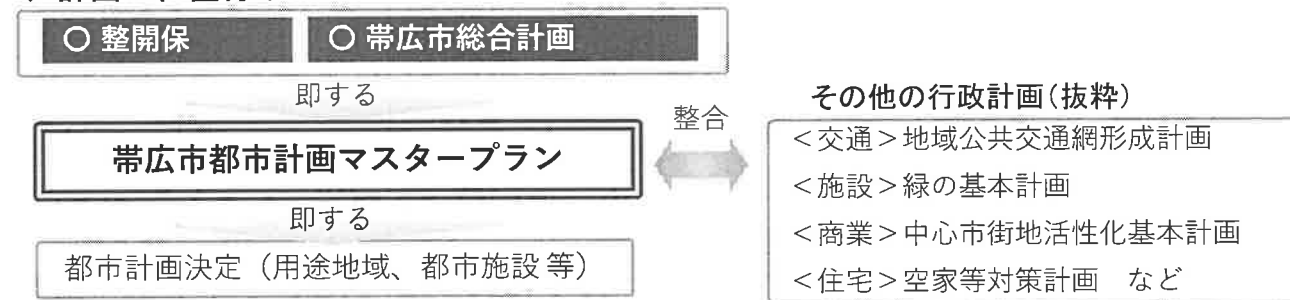 ○ 整開保
○ 帯広市総合計画
即する
帯広市都市計画マスタープラン
即する
都市計画決定（用途地域、都市施設等）
整合
その他の行政計画（抜粋）
＜交通＞地域公共交通網形成計画
＜施設＞緑の基本計画
＜商業＞中心市街地活性化基本計画
＜住宅＞空家等対策計画　など